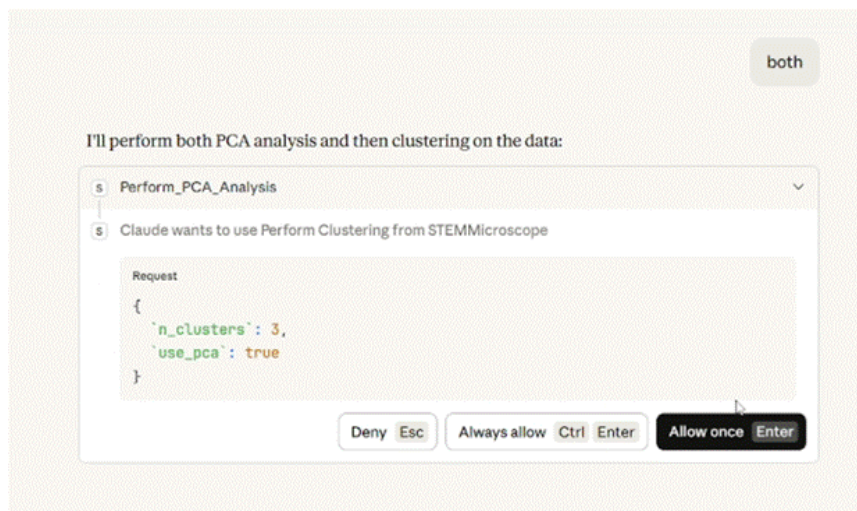 both
I'll perform both PCA analysis and then clustering on the data:
S Perform_PCA_Analysis
S Claude wants to use Perform Clustering from STEMMicroscope
Request
{
`n_clusters`: 3,
`use_pca`: true
}
Deny Esc Always allow Ctrl Enter Allow once Enter